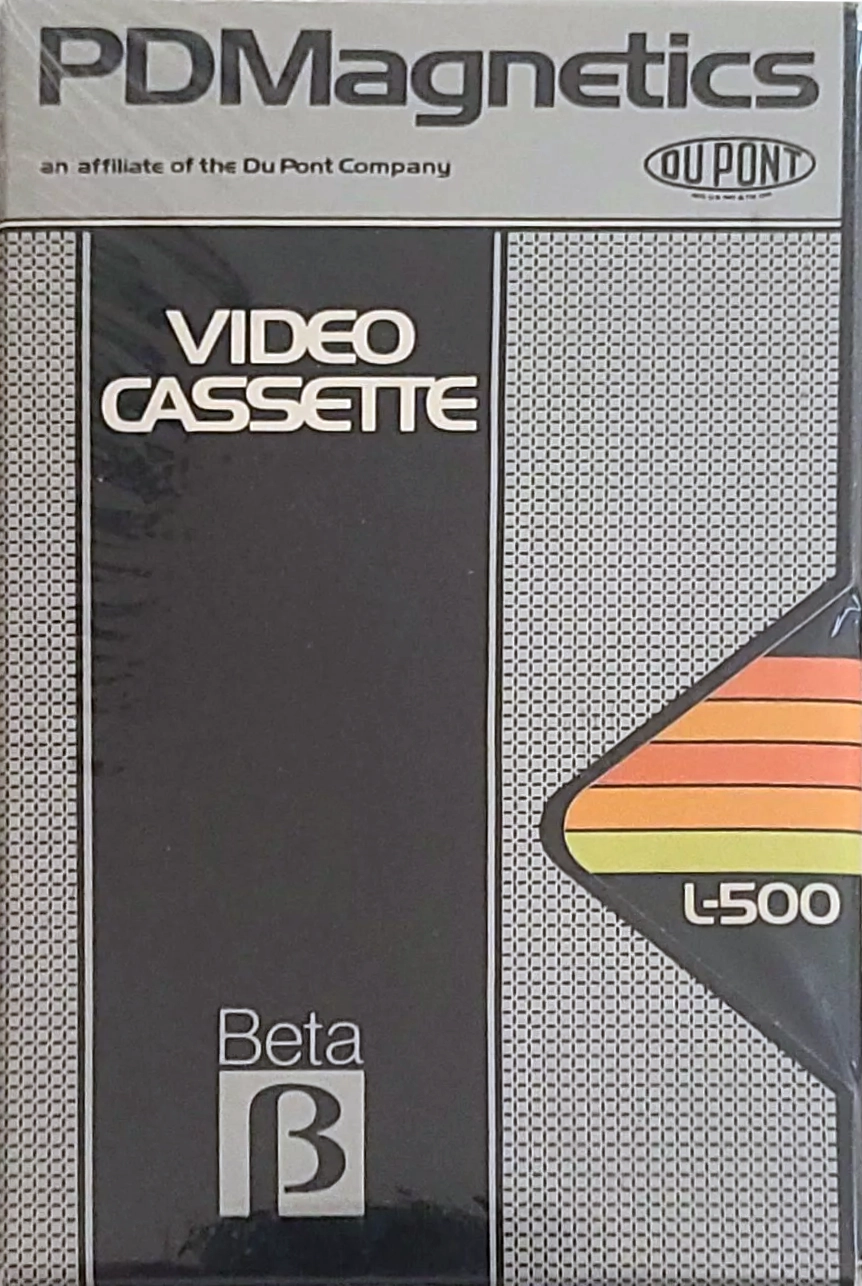 PDMagnetics
an affiliate of the Du Pont Company
DU PONT
VIDEO
CASSETTE
L-500
Beta
β